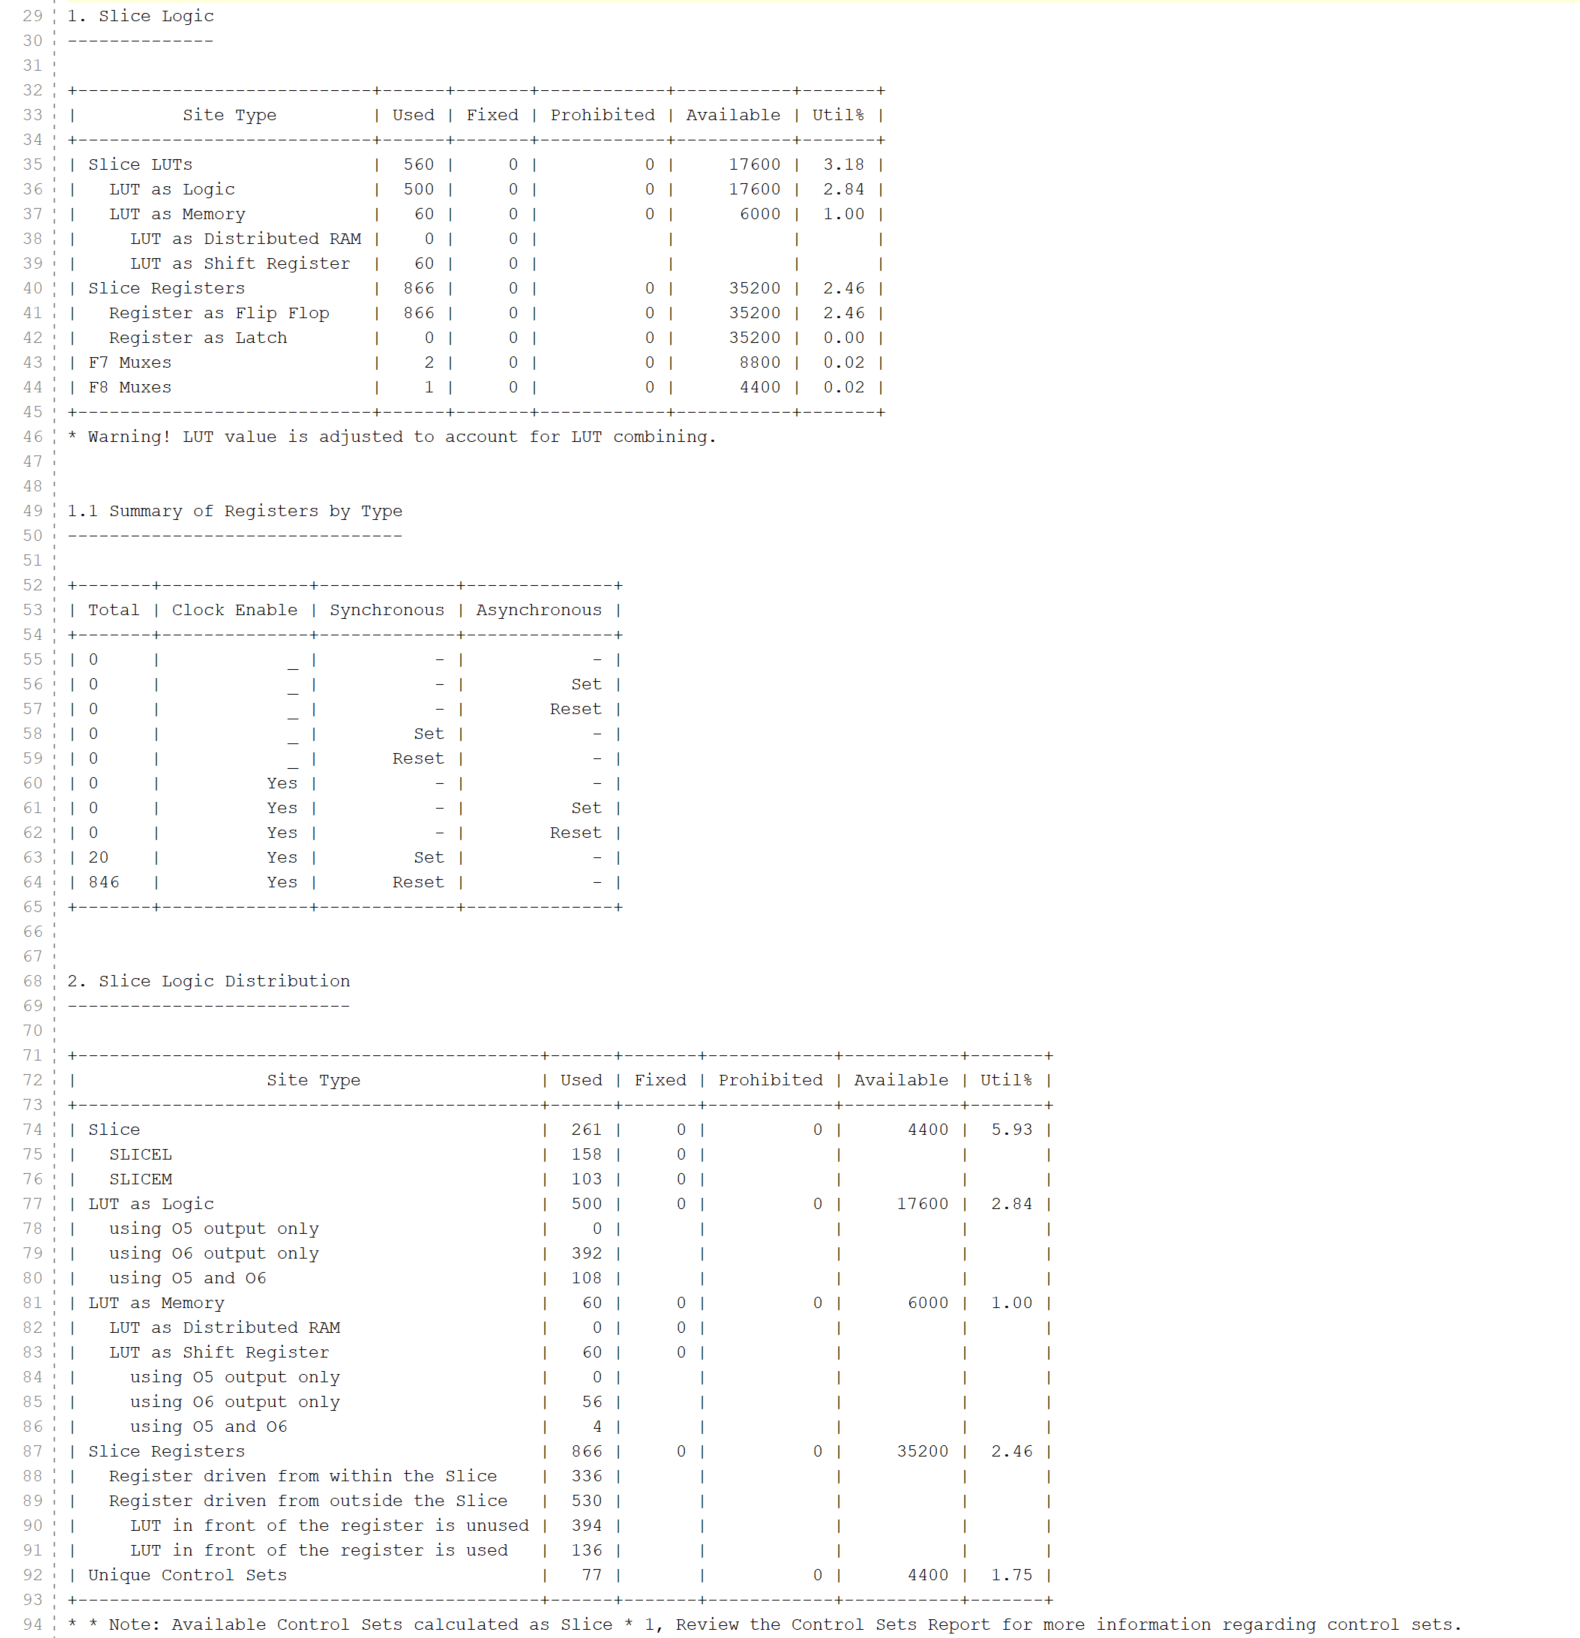 29 1. Slice Logic
30 --------------
31
32 +----------------------------+------+-------+------------+-----------+-------+
33 |          Site Type         | Used | Fixed | Prohibited | Available | Util% |
34 +----------------------------+------+-------+------------+-----------+-------+
35 | Slice LUTs                 |  560 |     0 |          0 |     17600 |  3.18 |
36 |   LUT as Logic             |  500 |     0 |          0 |     17600 |  2.84 |
37 |   LUT as Memory            |   60 |     0 |          0 |      6000 |  1.00 |
38 |     LUT as Distributed RAM |    0 |     0 |            |           |       |
39 |     LUT as Shift Register  |   60 |     0 |            |           |       |
40 | Slice Registers            |  866 |     0 |          0 |     35200 |  2.46 |
41 |   Register as Flip Flop    |  866 |     0 |          0 |     35200 |  2.46 |
42 |   Register as Latch        |    0 |     0 |          0 |     35200 |  0.00 |
43 | F7 Muxes                   |    2 |     0 |          0 |      8800 |  0.02 |
44 | F8 Muxes                   |    1 |     0 |          0 |      4400 |  0.02 |
45 +----------------------------+------+-------+------------+-----------+-------+
46 * Warning! LUT value is adjusted to account for LUT combining.
47
48
49 1.1 Summary of Registers by Type
50 --------------------------------
51
52 +-------+--------------+-------------+--------------+
53 | Total | Clock Enable | Synchronous | Asynchronous |
54 +-------+--------------+-------------+--------------+
55 | 0     |            _ |           - |            - |
56 | 0     |            _ |           - |          Set |
57 | 0     |            _ |           - |        Reset |
58 | 0     |            _ |         Set |            - |
59 | 0     |            _ |       Reset |            - |
60 | 0     |          Yes |           - |            - |
61 | 0     |          Yes |           - |          Set |
62 | 0     |          Yes |           - |        Reset |
63 | 20    |          Yes |         Set |            - |
64 | 846   |          Yes |       Reset |            - |
65 +-------+--------------+-------------+--------------+
66
67
68 2. Slice Logic Distribution
69 ---------------------------
70
71 +--------------------------------------------+------+-------+------------+-----------+-------+
72 |                  Site Type                 | Used | Fixed | Prohibited | Available | Util% |
73 +--------------------------------------------+------+-------+------------+-----------+-------+
74 | Slice                                      |  261 |     0 |          0 |      4400 |  5.93 |
75 |   SLICEL                                   |  158 |     0 |            |           |       |
76 |   SLICEM                                   |  103 |     0 |            |           |       |
77 | LUT as Logic                               |  500 |     0 |          0 |     17600 |  2.84 |
78 |   using O5 output only                     |    0 |       |            |           |       |
79 |   using O6 output only                     |  392 |       |            |           |       |
80 |   using O5 and O6                          |  108 |       |            |           |       |
81 | LUT as Memory                              |   60 |     0 |          0 |      6000 |  1.00 |
82 |   LUT as Distributed RAM                   |    0 |     0 |            |           |       |
83 |   LUT as Shift Register                    |   60 |     0 |            |           |       |
84 |     using O5 output only                   |    0 |       |            |           |       |
85 |     using O6 output only                   |   56 |       |            |           |       |
86 |     using O5 and O6                        |    4 |       |            |           |       |
87 | Slice Registers                            |  866 |     0 |          0 |     35200 |  2.46 |
88 |   Register driven from within the Slice    |  336 |       |            |           |       |
89 |   Register driven from outside the Slice   |  530 |       |            |           |       |
90 |     LUT in front of the register is unused |  394 |       |            |           |       |
91 |     LUT in front of the register is used   |  136 |       |            |           |       |
92 | Unique Control Sets                        |   77 |       |          0 |      4400 |  1.75 |
93 +--------------------------------------------+------+-------+------------+-----------+-------+
94 * * Note: Available Control Sets calculated as Slice * 1, Review the Control Sets Report for more information regarding control sets.